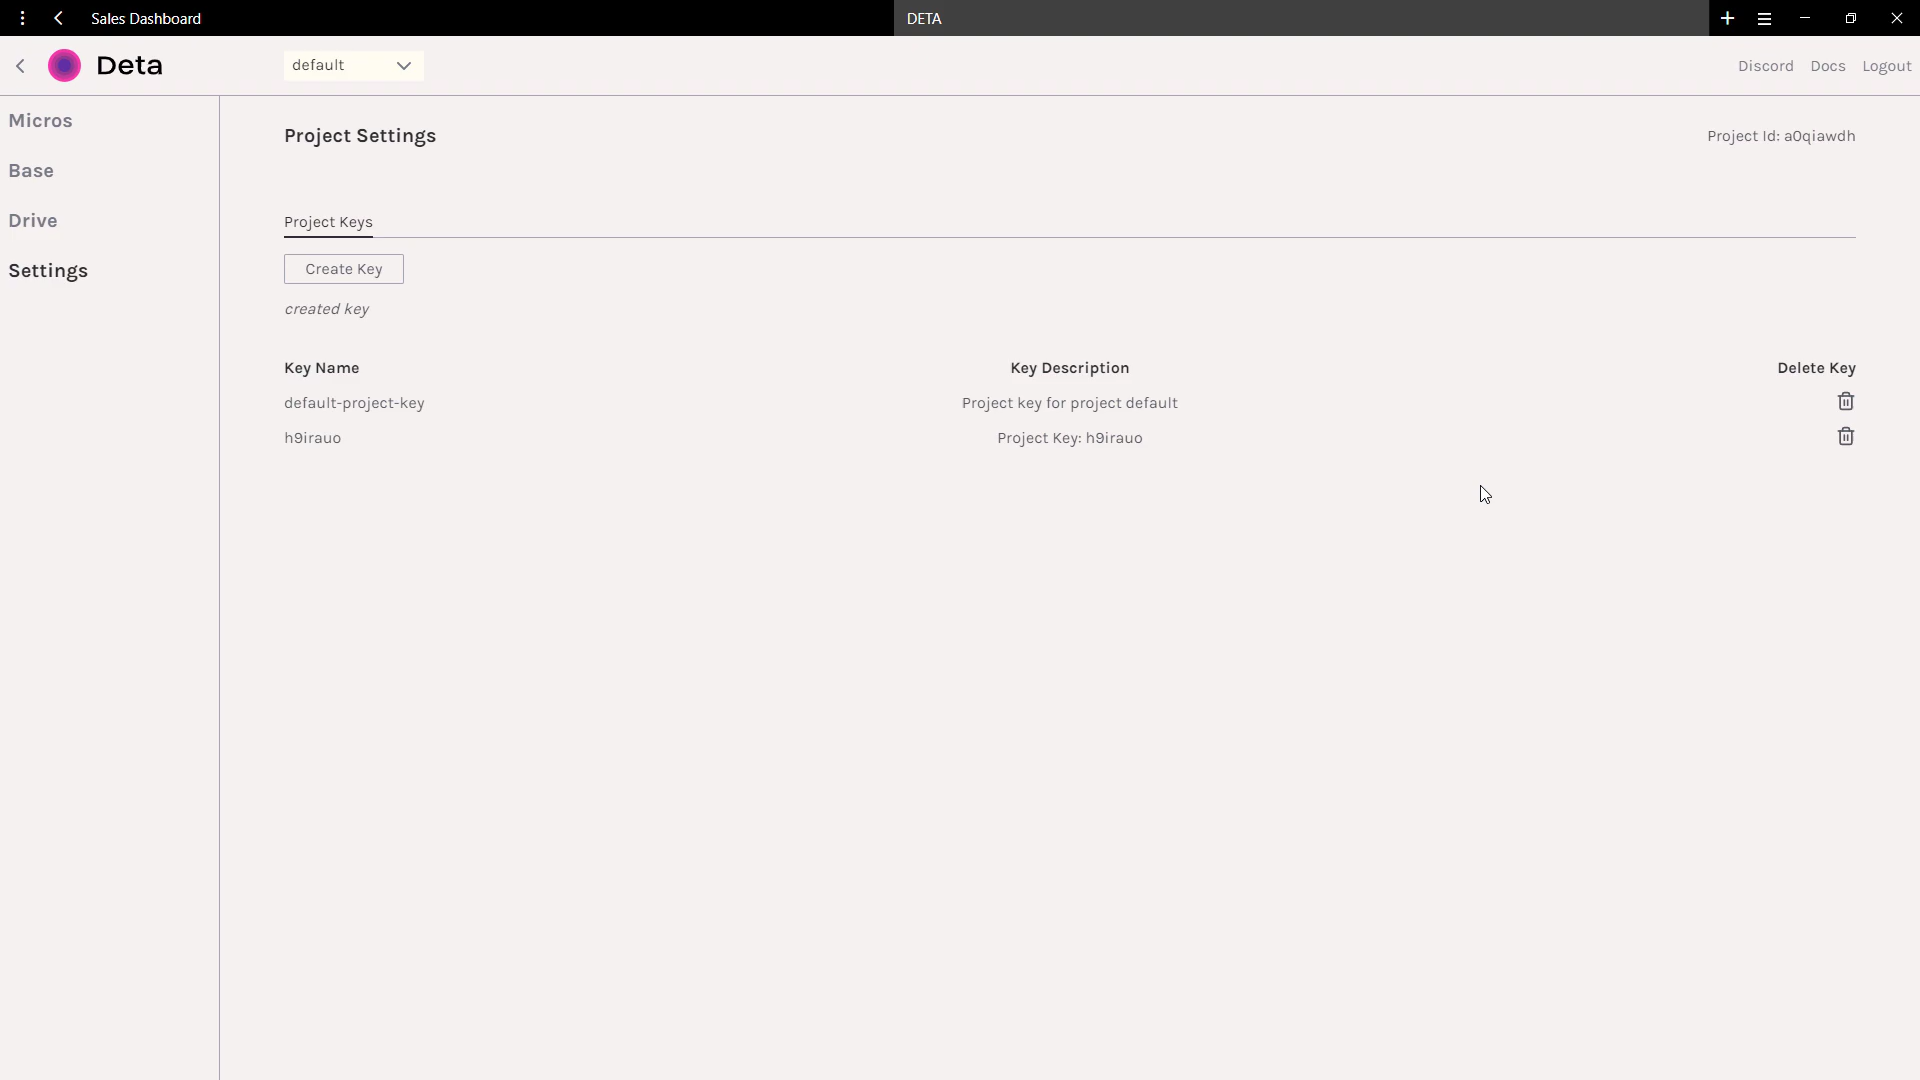 Sales Dashboard
DETA
Deta
default
Discord Docs Logout
Micros
Base
Drive
Settings
Project Settings
Project Id: a0qiawdh
Project Keys
Create Key
created key
Key Name Key Description Delete Key
default-project-key Project key for project default
h9irauo Project Key: h9irauo